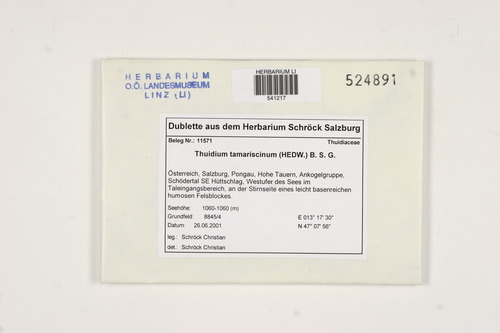 HERBARIUM
O.Ö. LANDESMUSEUM
LINZ (LI)
HERBARIUM LI
541217
524891
Dublette aus dem Herbarium Schröck Salzburg
Beleg Nr.: 11571 Thuidiaceae
Thuidium tamariscinum (HEDW.) B. S. G.
Österreich, Salzburg, Pongau, Hohe Tauern, Ankogelgruppe,
Schödertal SE Hüttschlag, Westufer des Sees im
Taleingangsbereich, an der Stirnseite eines leicht basenreichen
humosen Felsblockes.
Seehöhe: 1060-1060 (m)
Grundfeld: 8845/4 E 013° 17' 30"
Datum: 26.06.2001 N 47° 07' 56"
leg.: Schröck Christian
det.: Schröck Christian